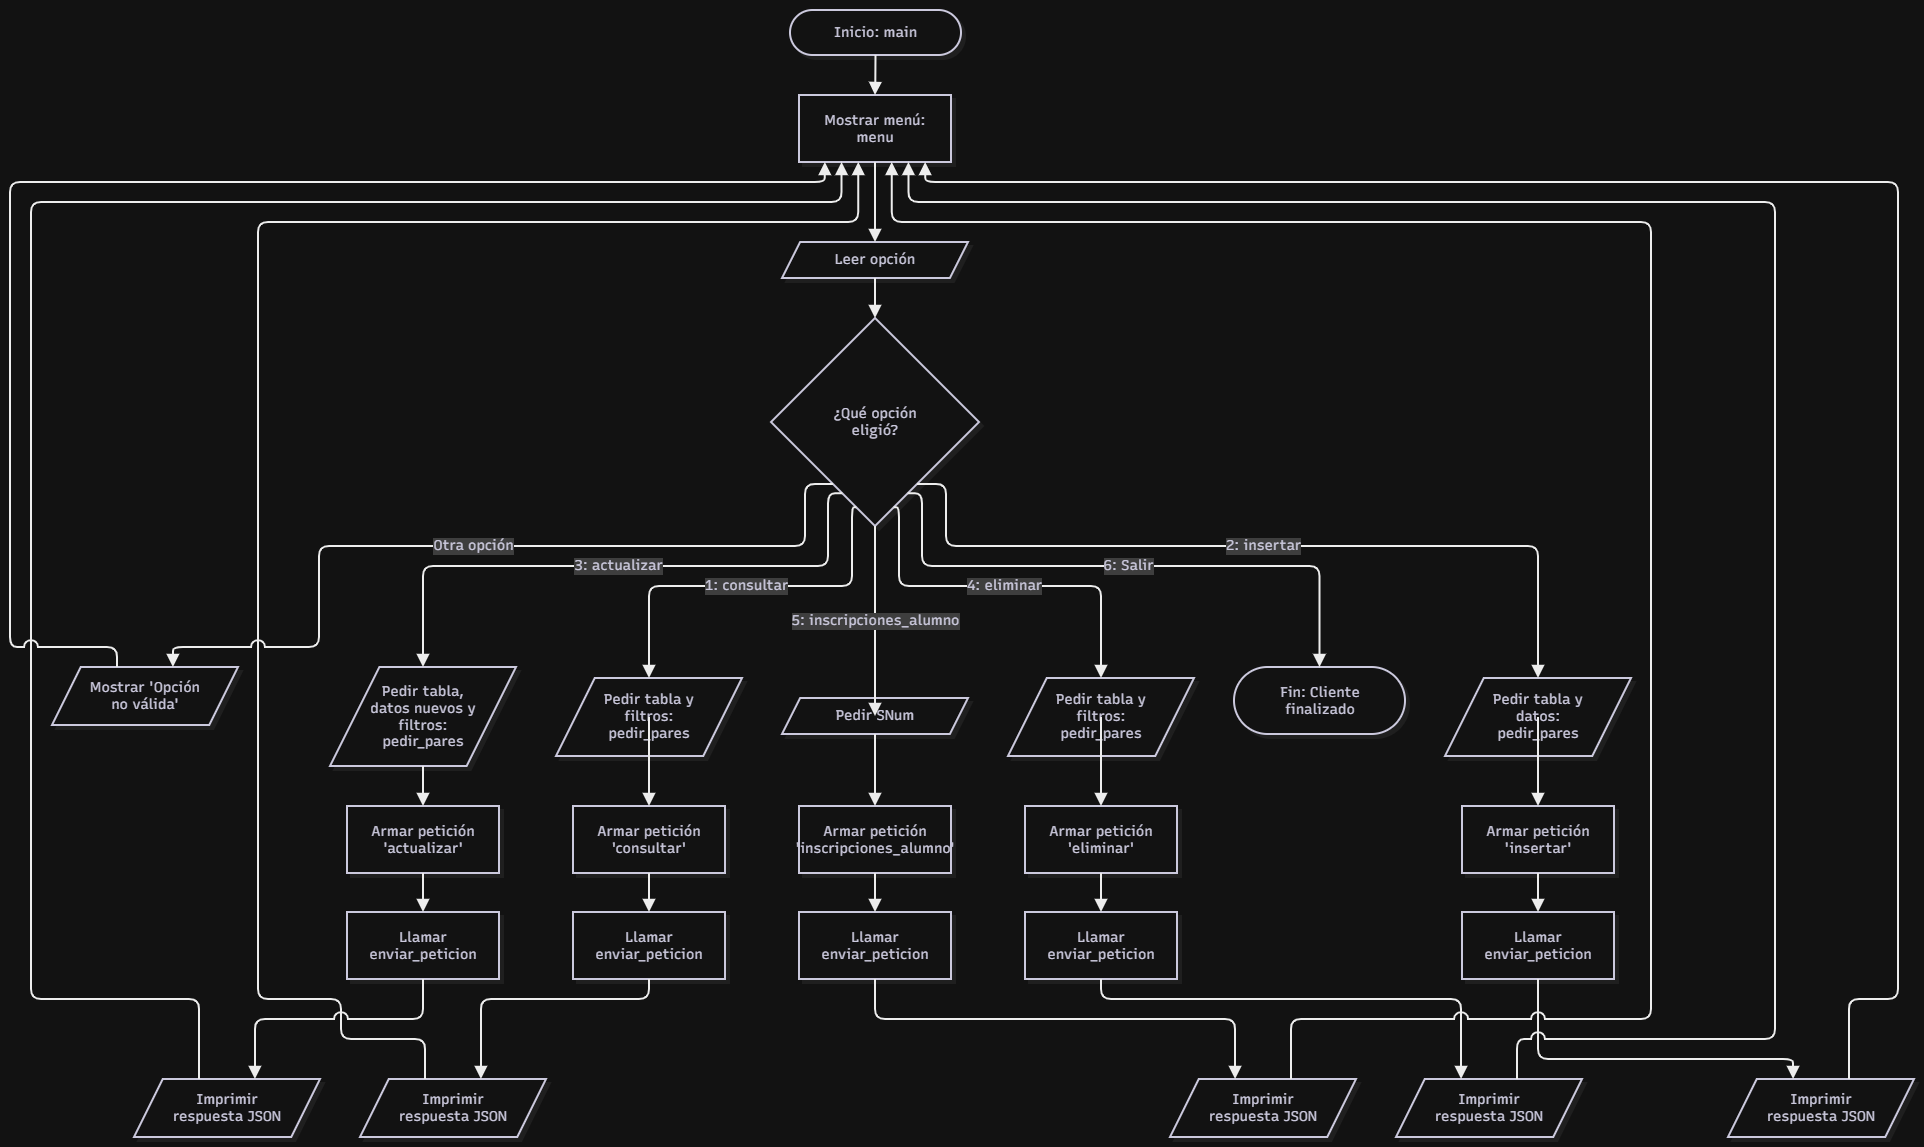 Inicio: main
Mostrar menú:
menu
Leer opción
¿Qué opción
eligió?
Otra opción
2: insertar
3: actualizar
6: Salir
1: consultar
4: eliminar
5: inscripciones_alumno
Mostrar 'Opción
no válida'
Pedir tabla,
datos nuevos y
filtros:
pedir_pares
Pedir tabla y
filtros:
pedir_pares
Pedir SNum
Pedir tabla y
filtros:
pedir_pares
Fin: Cliente
finalizado
Pedir tabla y
datos:
pedir_pares
Armar petición
'actualizar'
Armar petición
'consultar'
Armar petición
'inscripciones_alumno'
Armar petición
'eliminar'
Armar petición
'insertar'
Llamar
enviar_peticion
Llamar
enviar_peticion
Llamar
enviar_peticion
Llamar
enviar_peticion
Llamar
enviar_peticion
Imprimir
respuesta JSON
Imprimir
respuesta JSON
Imprimir
respuesta JSON
Imprimir
respuesta JSON
Imprimir
respuesta JSON